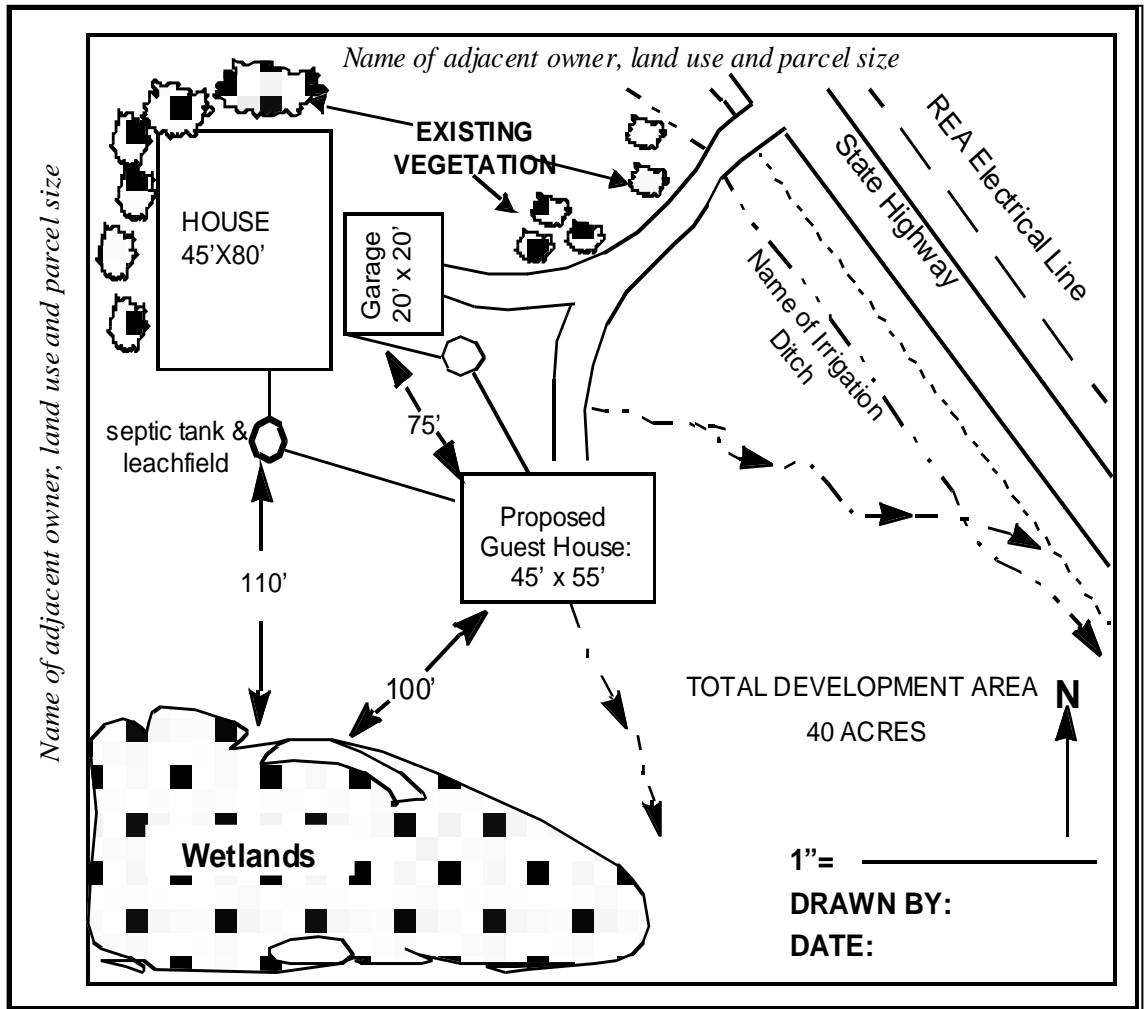 Name of adjacent owner, land use and parcel size
Name of adjacent owner, land use and parcel size
EXISTING
VEGETATION
REA Electrical Line
State Highway
HOUSE
45’X80’
Garage
20’ x 20’
Name of Irrigation
Ditch
75’
septic tank &
leachfield
Proposed
Guest House:
45’ x 55’
110’
100’
TOTAL DEVELOPMENT AREA
40 ACRES
N
Wetlands
1”=
DRAWN BY:
DATE: